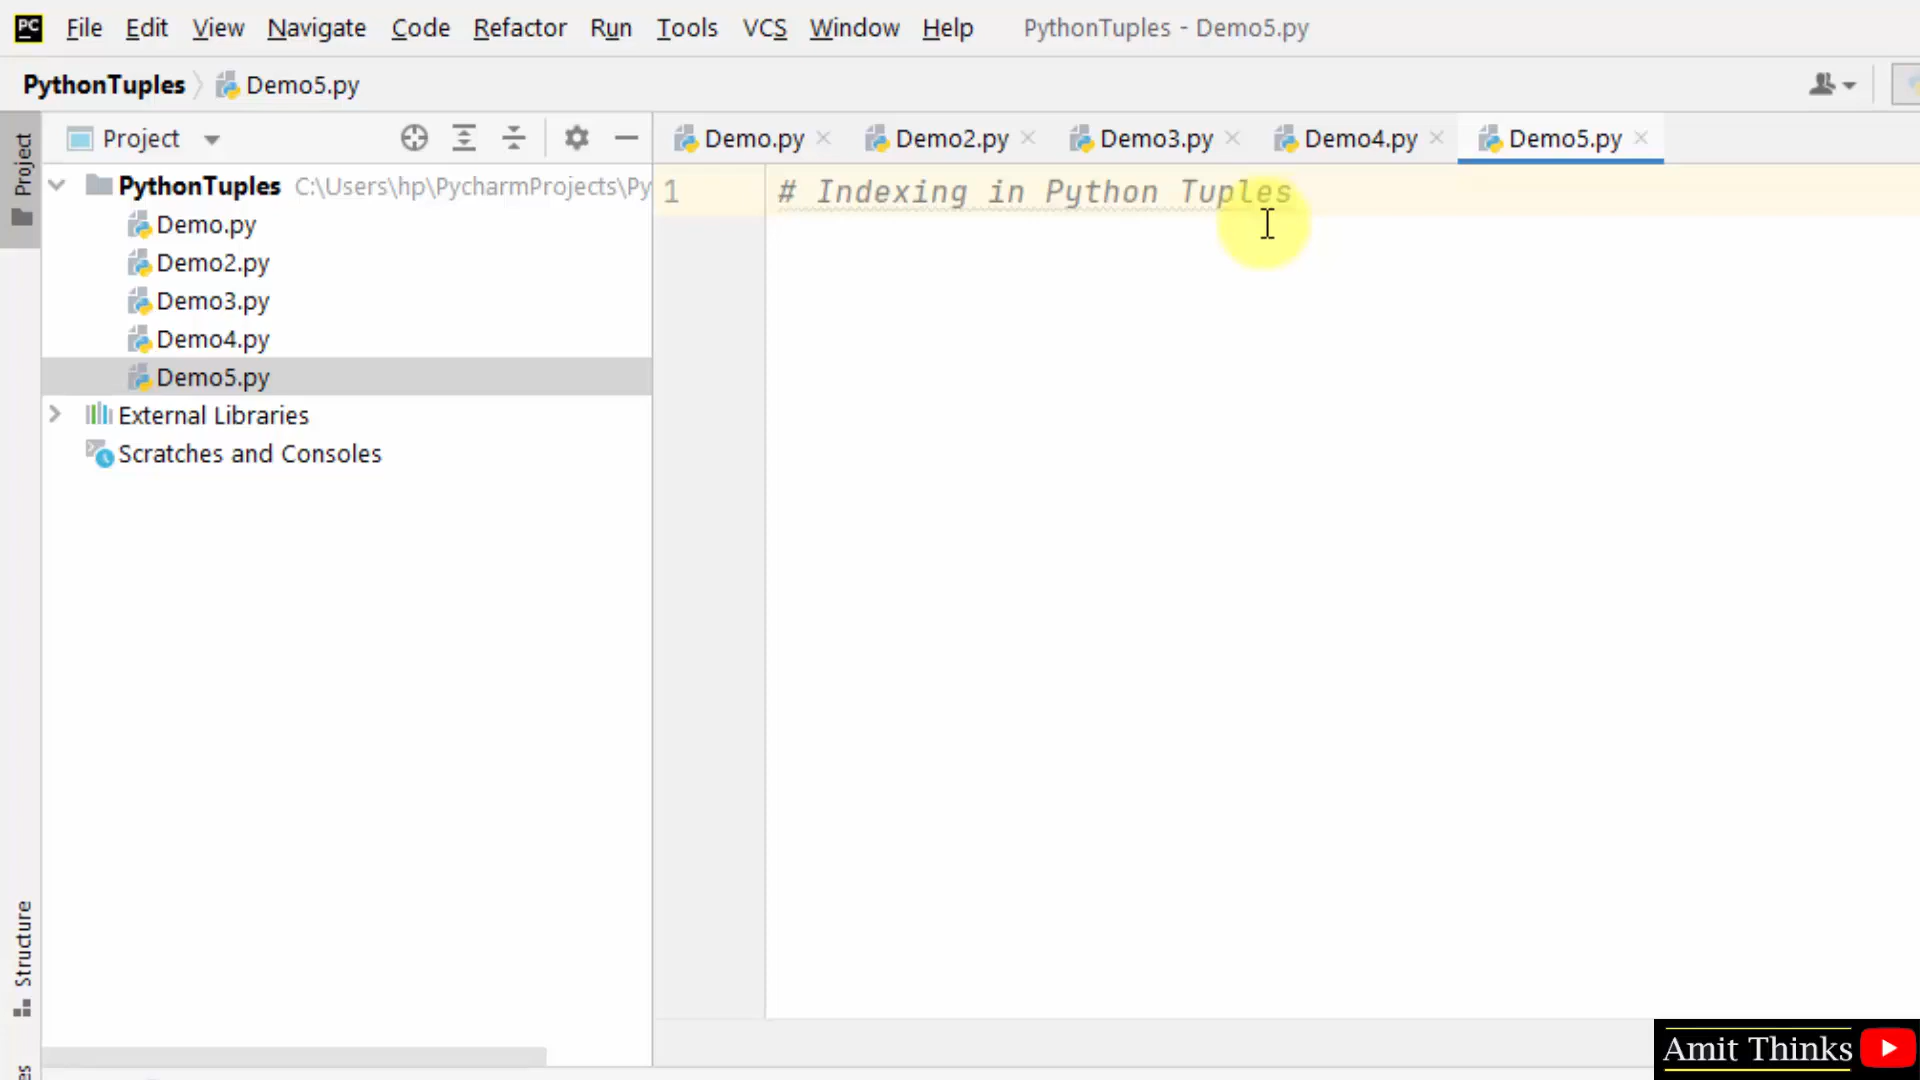 PC File Edit View Navigate Code Refactor Run Tools VCS Window Help PythonTuples - Demo5.py
PythonTuples Demo5.py
Project
Project
Demo.py Demo2.py Demo3.py Demo4.py Demo5.py
PythonTuples C:\Users\hp\PycharmProjects\Py
Demo.py
Demo2.py
Demo3.py
Demo4.py
Demo5.py
External Libraries
Scratches and Consoles
1 # Indexing in Python Tuples
Structure
Amit Thinks